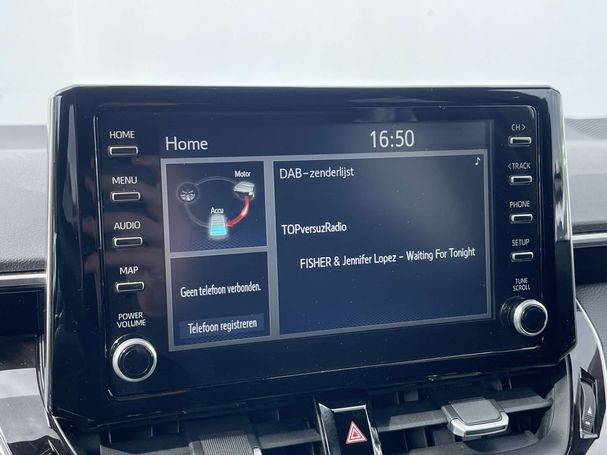 HOME
MENU
AUDIO
MAP
POWER
VOLUME
Home
16:50
Motor
Accu
Geen telefoon verbonden.
Telefoon registreren
DAB-zenderlijst
TOPversuzRadio
FISHER & Jennifer Lopez - Waiting For Tonight
CH >
< TRACK
PHONE
SETUP
TUNE
SCROLL